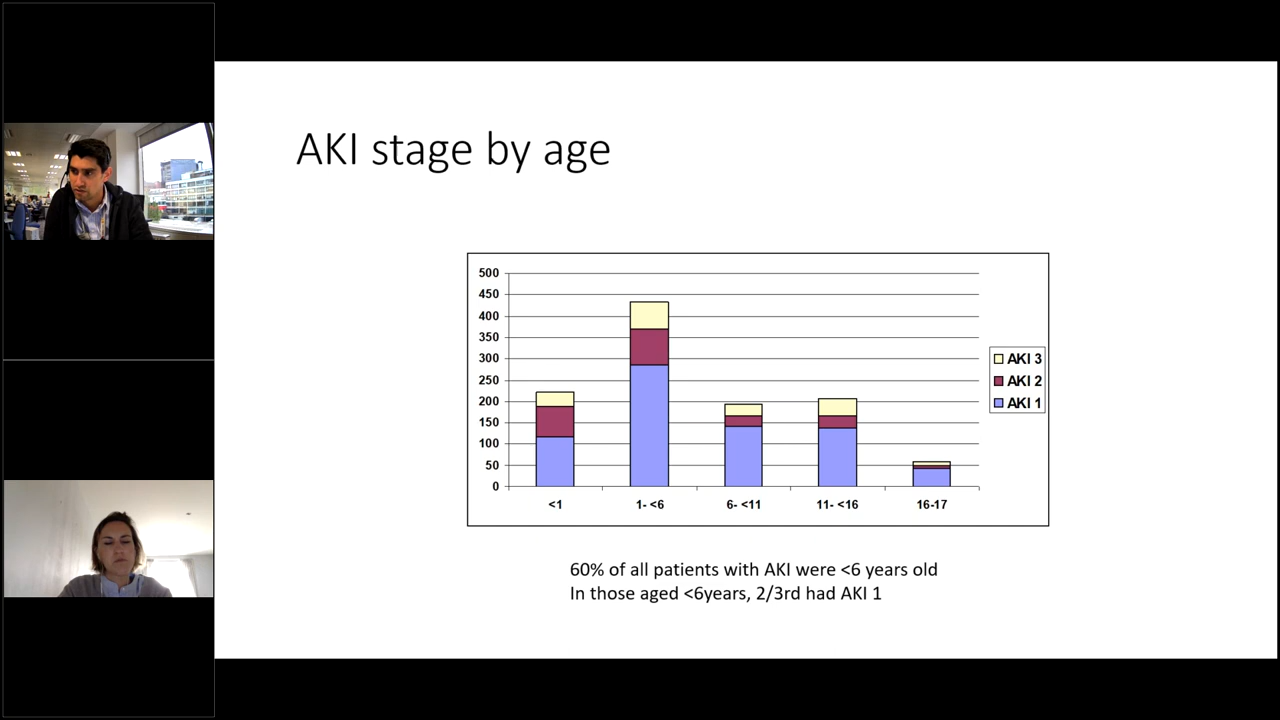 AKI stage by age
500
450
400
350
300
250
200
150
100
50
0
<1 1- <6 6- <11 11- <16 16-17
AKI 3
AKI 2
AKI 1
60% of all patients with AKI were <6 years old
In those aged <6years, 2/3rd had AKI 1